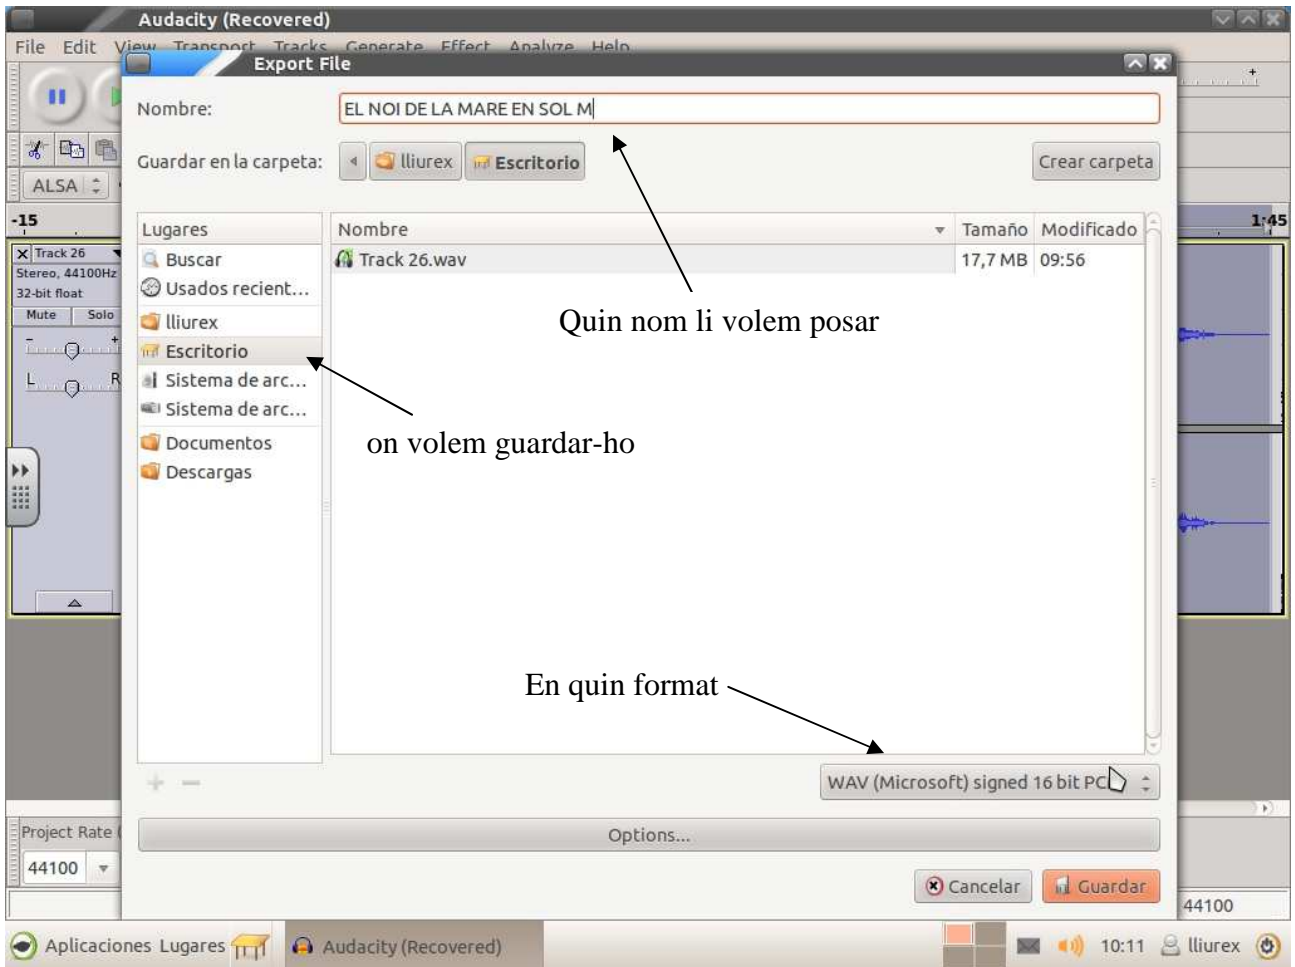 Audacity (Recovered)
File Edit View Transport Tracks Generate Effect Analyze Help
Export File
Nombre: EL NOI DE LA MARE EN SOL M
Guardar en la carpeta: lliurex Escritorio Crear carpeta
ALSA
-15 1:45
Lugares Nombre Tamaño Modificado
Track 26
Buscar Track 26.wav 17,7 MB 09:56
Stereo, 44100Hz
Usados recient...
32-bit float
Mute Solo
lliurex
Quin nom li volem posar
- +
Escritorio
L R
Sistema de arc...
Sistema de arc...
Documentos
on volem guardar-ho
Descargas
En quin format
WAV (Microsoft) signed 16 bit PC
Project Rate (
Options...
44100
Cancelar Guardar
44100
Aplicaciones Lugares Audacity (Recovered) 10:11 lliurex